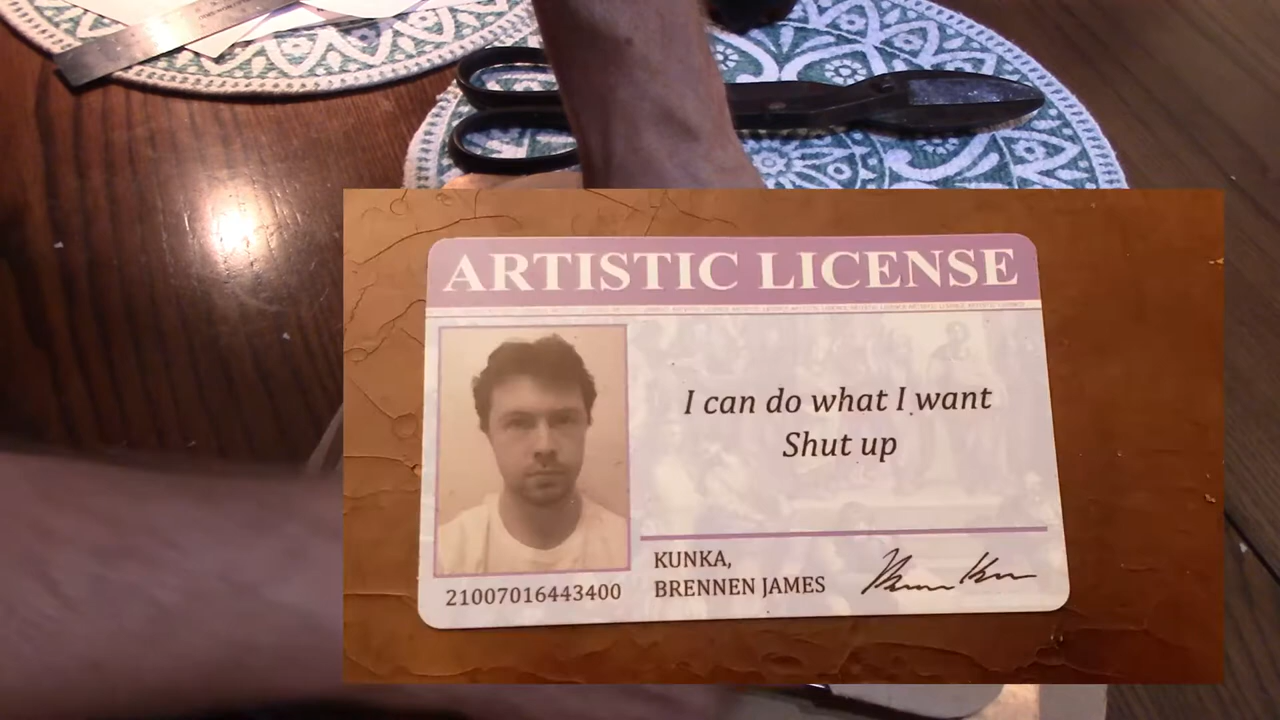 ARTISTIC LICENSE
I can do what I want
Shut up
KUNKA,
BRENNEN JAMES
21007016443400